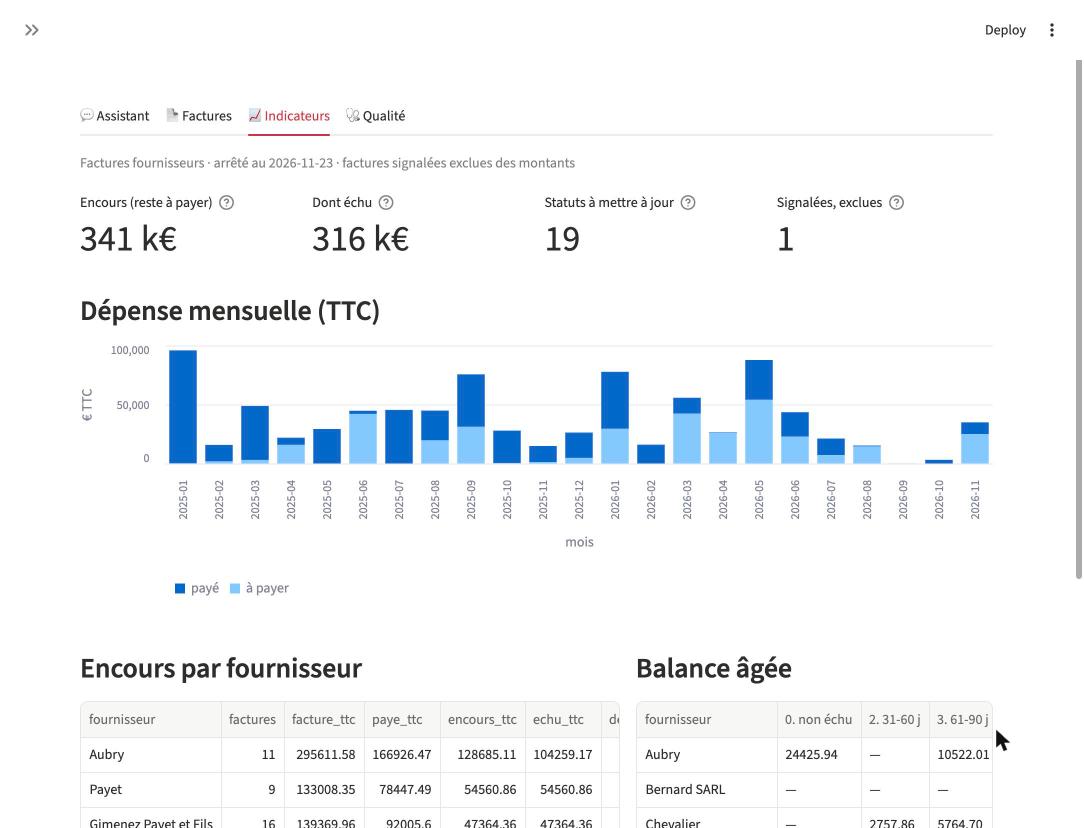 Deploy
Assistant Factures Indicateurs Qualité
Factures fournisseurs · arrêté au 2026-11-23 · factures signalées exclues des montants
Encours (reste à payer) Dont échu Statuts à mettre à jour Signalées, exclues
341 k€ 316 k€ 19 1
Dépense mensuelle (TTC)
€ TTC
100,000
50,000
0
2025-01 2025-02 2025-03 2025-04 2025-05 2025-06 2025-07 2025-08 2025-09 2025-10 2025-11 2025-12 2026-01 2026-02 2026-03 2026-04 2026-05 2026-06 2026-07 2026-08 2026-09 2026-10 2026-11
mois
payé à payer
Encours par fournisseur
fournisseur factures facture_ttc paye_ttc encours_ttc echu_ttc
Aubry 11 295611.58 166926.47 128685.11 104259.17
Payet 9 133008.35 78447.49 54560.86 54560.86
Gimenez Payet et Fils 16 139369.96 92005.6 47364.36 47364.36
Balance âgée
fournisseur 0. non échu 2. 31-60 j 3. 61-90 j
Aubry 24425.94 — 10522.01
Bernard SARL — — —
Chevalier — 2757.86 5764.70